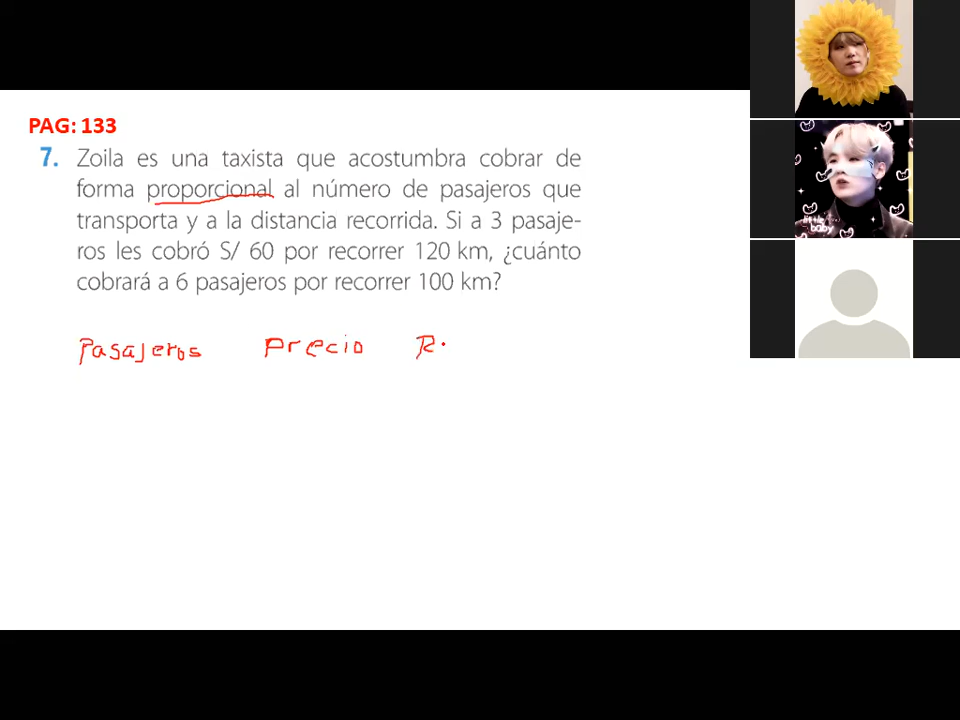 PAG: 133
7. Zoila es una taxista que acostumbra cobrar de
forma proporcional al número de pasajeros que
transporta y a la distancia recorrida. Si a 3 pasaje-
ros les cobró S/ 60 por recorrer 120 km, ¿cuánto
cobrará a 6 pasajeros por recorrer 100 km?
Pasajeros Precio R
baby